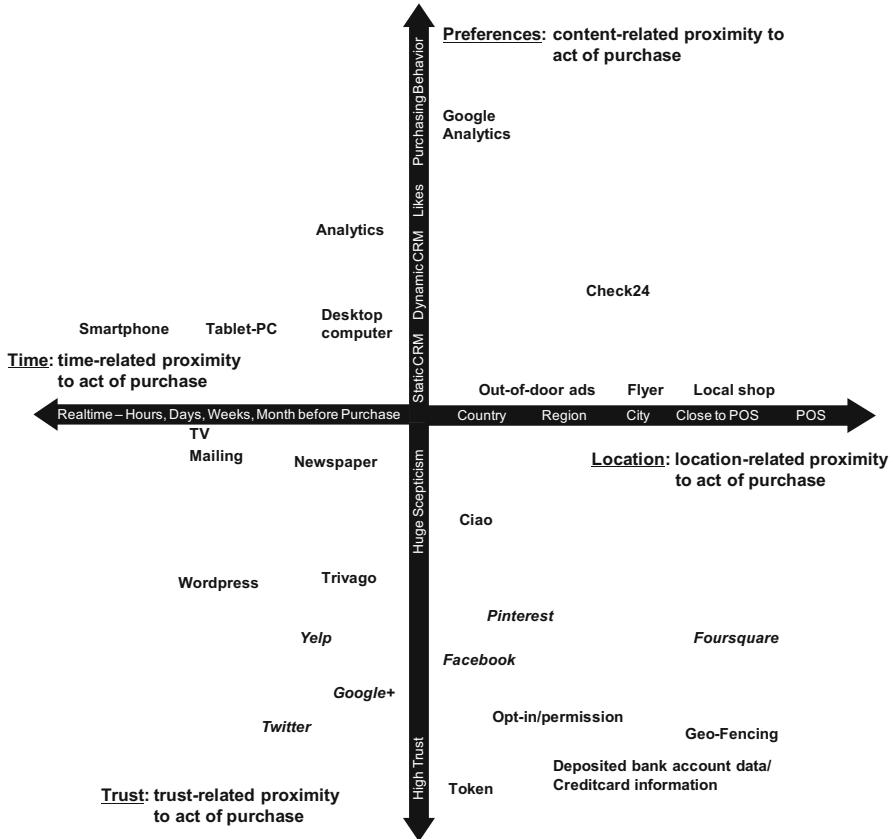 Preferences: content-related proximity to
act of purchase
Purchasing Behavior
Likes
Dynamic CRM
Static CRM
Google
Analytics
Analytics
Check24
Smartphone
Tablet-PC
Desktop
computer
Time: time-related proximity
to act of purchase
Out-of-door ads
Flyer
Local shop
Realtime – Hours, Days, Weeks, Month before Purchase
Country
Region
City
Close to POS
POS
TV
Mailing
Newspaper
Location: location-related proximity
to act of purchase
Huge Scepticism
High Trust
Ciao
Wordpress
Trivago
Pinterest
Yelp
Foursquare
Facebook
Google+
Twitter
Opt-in/permission
Geo-Fencing
Deposited bank account data/
Creditcard information
Token
Trust: trust-related proximity
to act of purchase